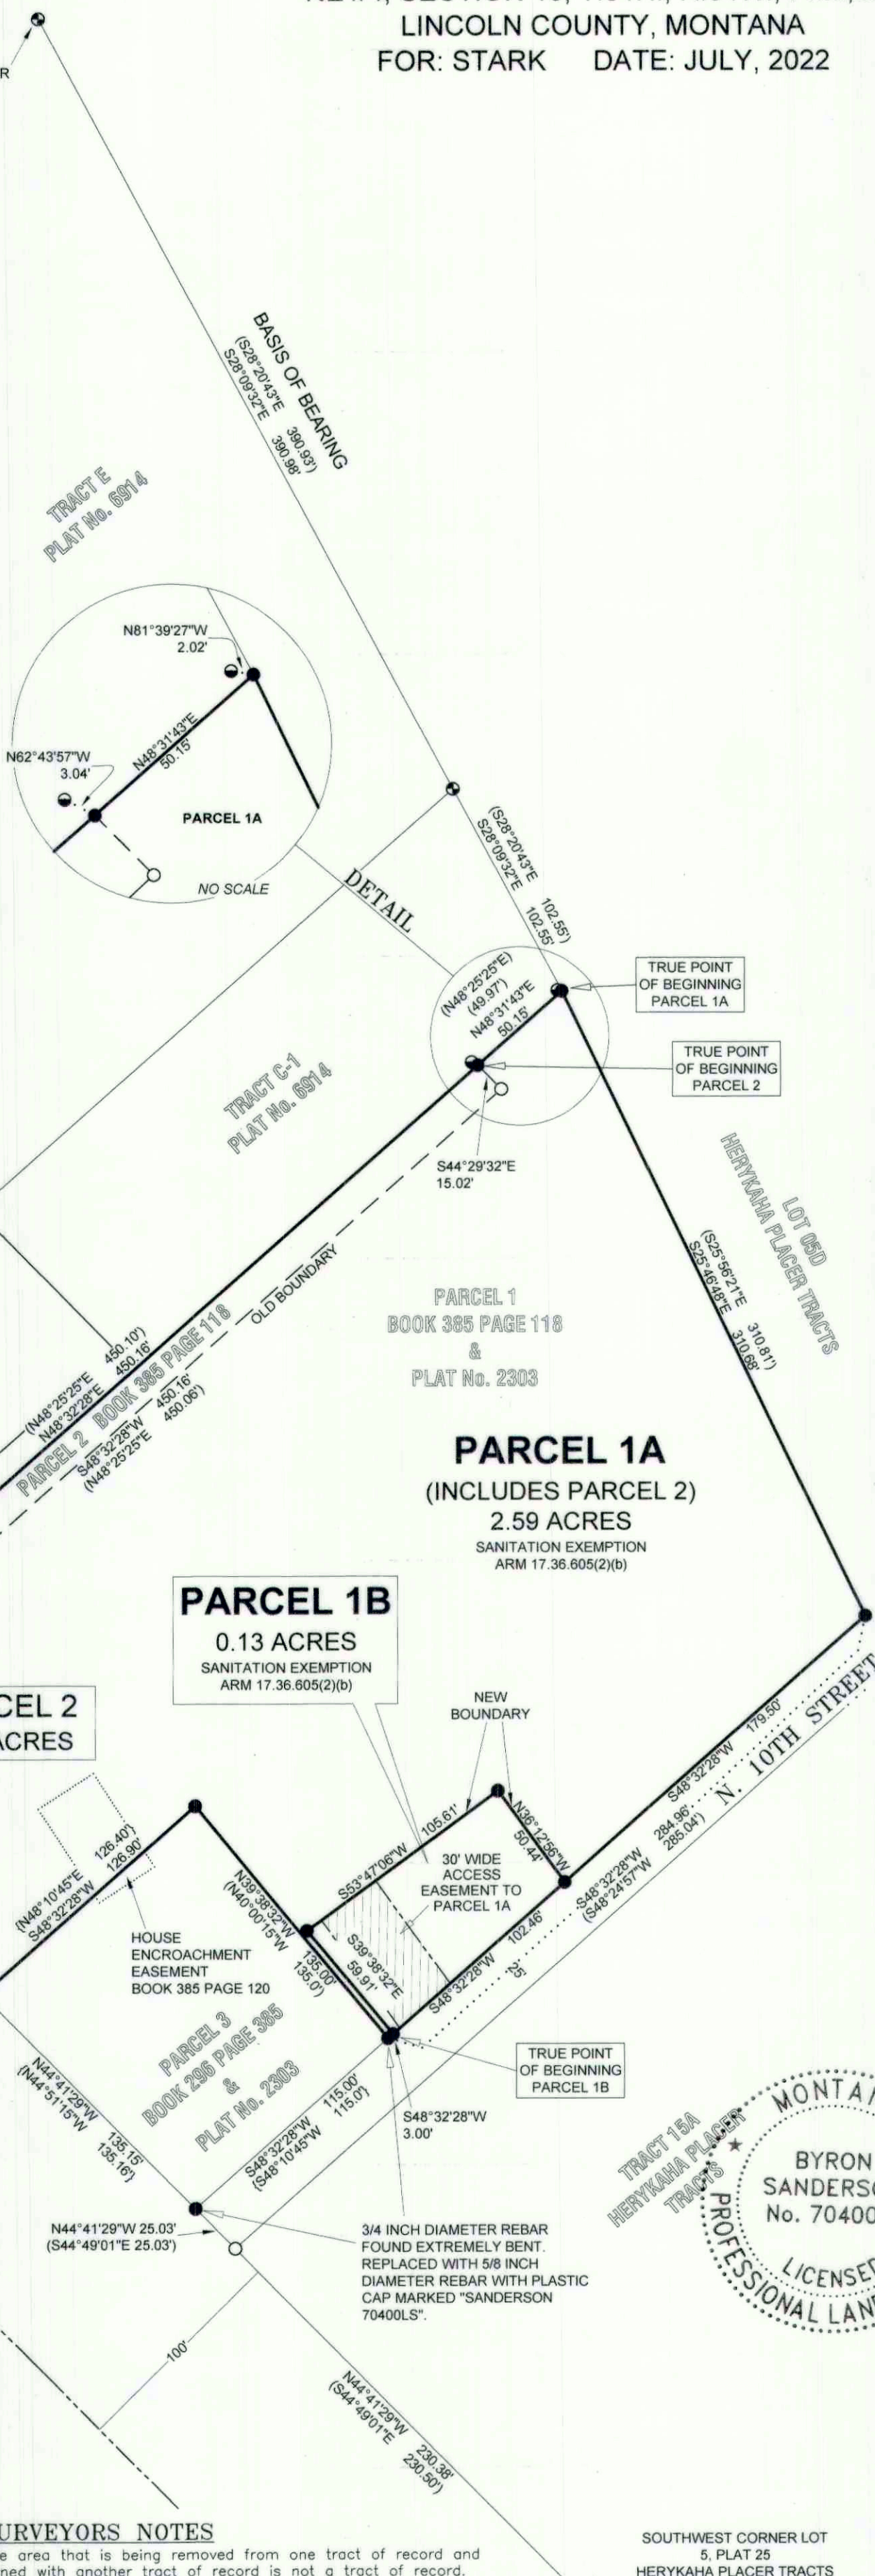 LINCOLN COUNTY, MONTANA
FOR: STARK DATE: JULY, 2022
R
BASIS OF BEARING
(S28°20'43"E 390.93')
S28°09'32"E 390.98'
TRACT E
PLAT No. 6914
N81°39'27"W
2.02'
N48°31'43"E
50.15'
N62°43'57"W
3.04'
PARCEL 1A
NO SCALE
DETAIL
(S28°20'43"E 102.55')
S28°09'32"E 102.55'
(N48°25'25"E)
(49.97')
N48°31'43"E
50.15'
TRUE POINT
OF BEGINNING
PARCEL 1A
TRUE POINT
OF BEGINNING
PARCEL 2
TRACT C-1
PLAT No. 6914
S44°29'32"E
15.02'
LOT 05D
HERYKAHA PLACER TRACTS
(S25°56'21"E 310.81')
S25°46'48"E 310.68'
OLD BOUNDARY
PARCEL 1
BOOK 385 PAGE 118
&
PLAT No. 2303
(N48°25'25"E 450.10')
N48°32'28"E 450.16'
PARCEL 2 BOOK 385 PAGE 118
S48°32'28"W 450.16'
(N48°25'25"E 450.06')
PARCEL 1A
(INCLUDES PARCEL 2)
2.59 ACRES
SANITATION EXEMPTION
ARM 17.36.605(2)(b)
PARCEL 1B
0.13 ACRES
SANITATION EXEMPTION
ARM 17.36.605(2)(b)
CEL 2
ACRES
NEW
BOUNDARY
S48°32'28"W 179.50'
N. 10TH STREET
S48°32'28"W 284.96'
(S48°24'57"W 285.04')
N36°12'56"W
50.44'
S53°47'06"W 105.61'
30' WIDE
ACCESS
EASEMENT TO
PARCEL 1A
{N48°10'45"E 126.40'}
S48°32'28"W 126.90'
HOUSE
ENCROACHMENT
EASEMENT
BOOK 385 PAGE 120
N39°38'32"W 135.00'
(N40°00'15"W 135.0')
S39°38'32"E
59.91'
S48°32'28"W 102.46'
25'
TRUE POINT
OF BEGINNING
PARCEL 1B
PARCEL 3
BOOK 296 PAGE 385
&
PLAT No. 2303
N44°41'29"W 135.15'
{N44°51'15"W 135.16'}
S48°32'28"W 115.00'
{S48°10'45"W 115.0'}
S48°32'28"W
3.00'
TRACT 15A
HERYKAHA PLACER
TRACTS
MONTA
BYRON
SANDERSO
No. 70400
LICENSED
PROFESSIONAL LAN
N44°41'29"W 25.03'
(S44°49'01"E 25.03')
3/4 INCH DIAMETER REBAR
FOUND EXTREMELY BENT.
REPLACED WITH 5/8 INCH
DIAMETER REBAR WITH PLASTIC
CAP MARKED "SANDERSON
70400LS".
100'
N44°41'29"W 230.38'
(S44°49'01"E 230.50')
URVEYORS NOTES
e area that is being removed from one tract of record and
ned with another tract of record is not a tract of record.
SOUTHWEST CORNER LOT
5, PLAT 25
HERYKAHA PLACER TRACTS